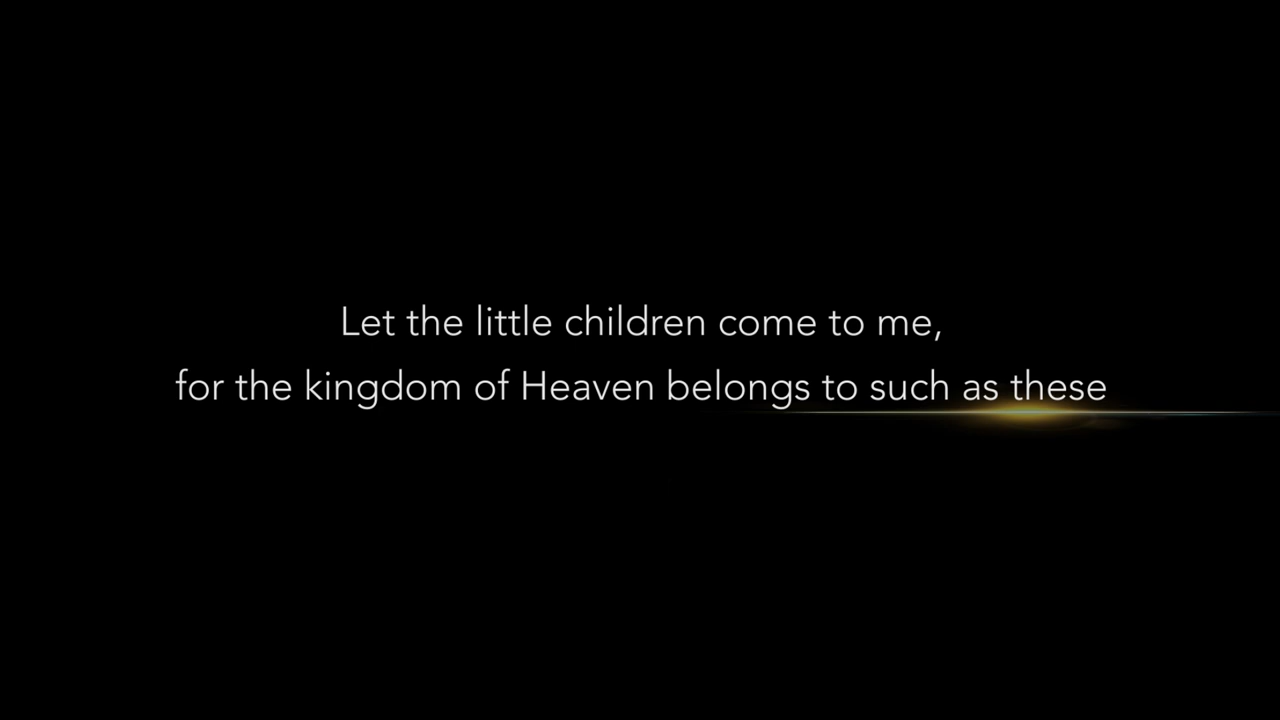 Let the little children come to me,
for the kingdom of Heaven belongs to such as these